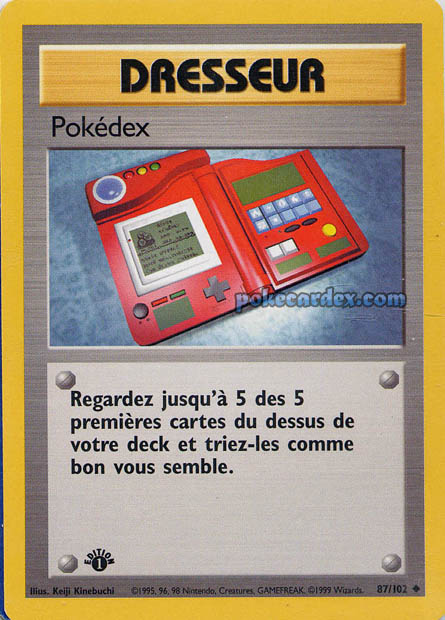 DRESSEUR
Pokédex
pokecardex.com
Regardez jusqu'à 5 des 5
premières cartes du dessus de
votre deck et triez-les comme
bon vous semble.
EDITION 1
Illus. Keiji Kinebuchi ©1995, 96, 98 Nintendo, Creatures, GAMEFREAK. ©1999 Wizards. 87/102